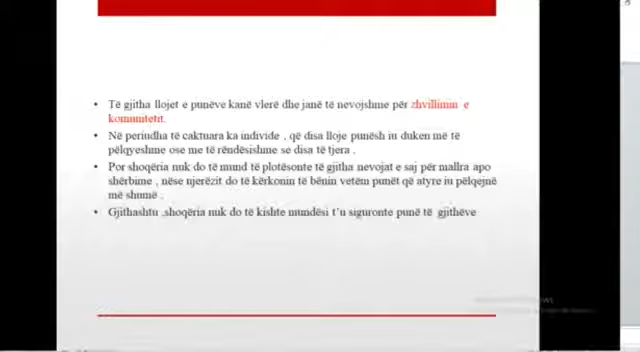 • Të gjitha llojet e punëve kanë vlerë dhe janë të nevojshme për zhvillimin e
komunitetit.
• Në periudha të caktuara ka individe , që disa lloje punësh iu duken më të
pëlqyeshme ose me të rëndësishme se disa të tjera .
• Por shoqëria nuk do të mund të plotësonte të gjitha nevojat e saj për mallra apo
shërbime , nëse njerëzit do të kërkonin të bënin vetëm punët që atyre iu pëlqejnë
më shumë .
• Gjithashtu ,shoqëria nuk do të kishte mundësi t'u siguronte punë të gjithëve